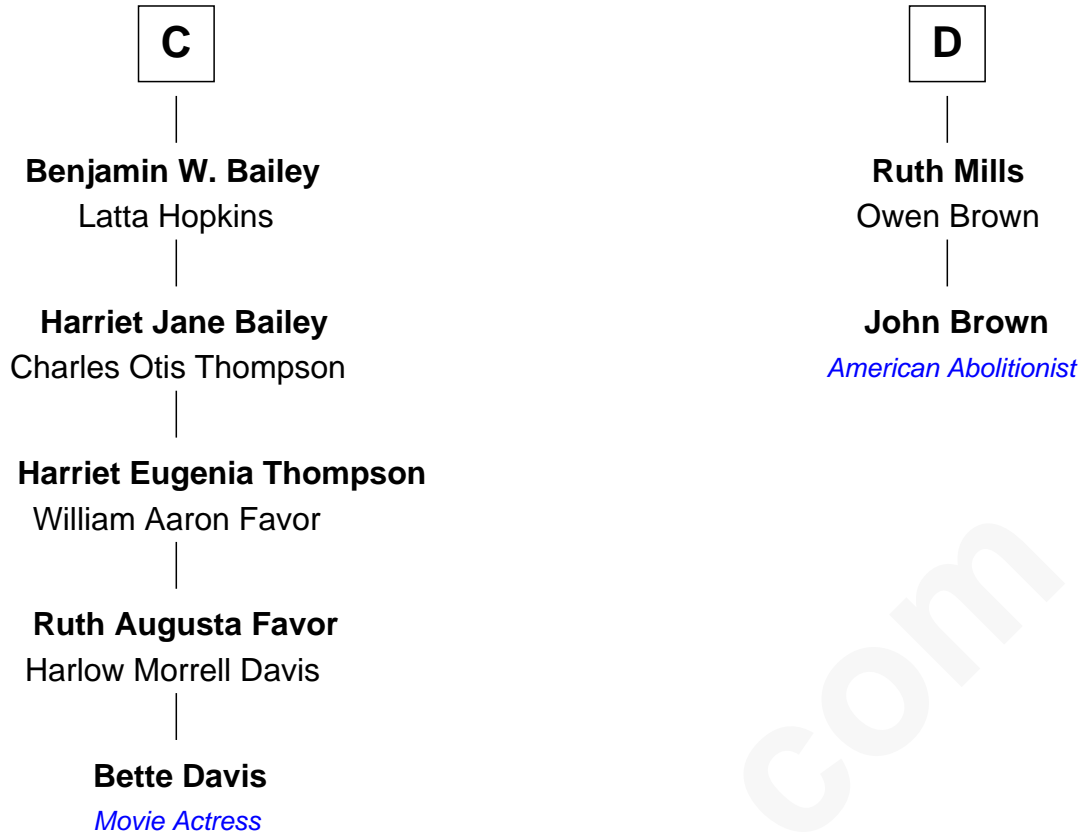 C
Benjamin W. Bailey
Latta Hopkins
Harriet Jane Bailey
Charles Otis Thompson
Harriet Eugenia Thompson
William Aaron Favor
Ruth Augusta Favor
Harlow Morrell Davis
Bette Davis
Movie Actress
D
Ruth Mills
Owen Brown
John Brown
American Abolitionist
com